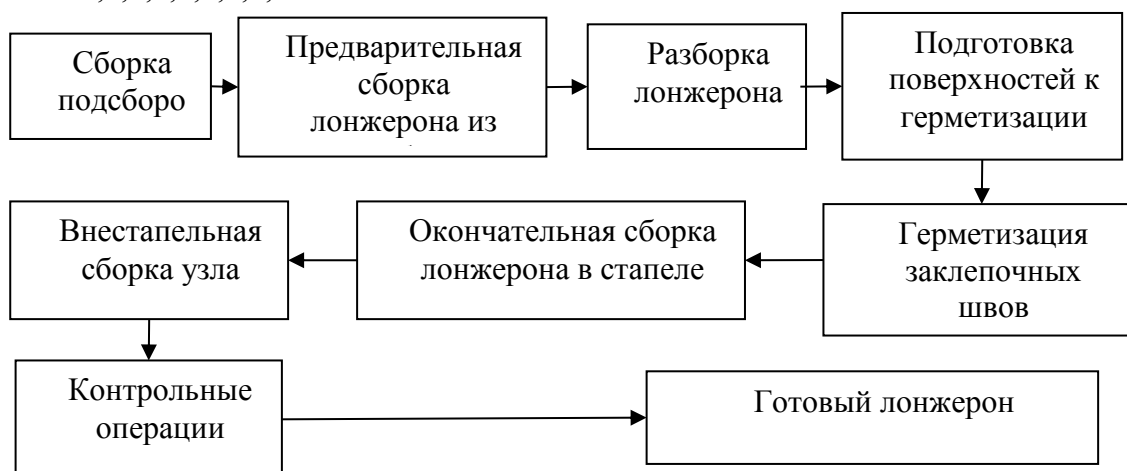 Сборка
подсборо
Предварительная
сборка
лонжерона из
Разборка
лонжерона
Подготовка
поверхностей к
герметизации
Внестапельная
сборка узла
Окончательная сборка
лонжерона в стапеле
Герметизация
заклепочных
швов
Контрольные
операции
Готовый лонжерон